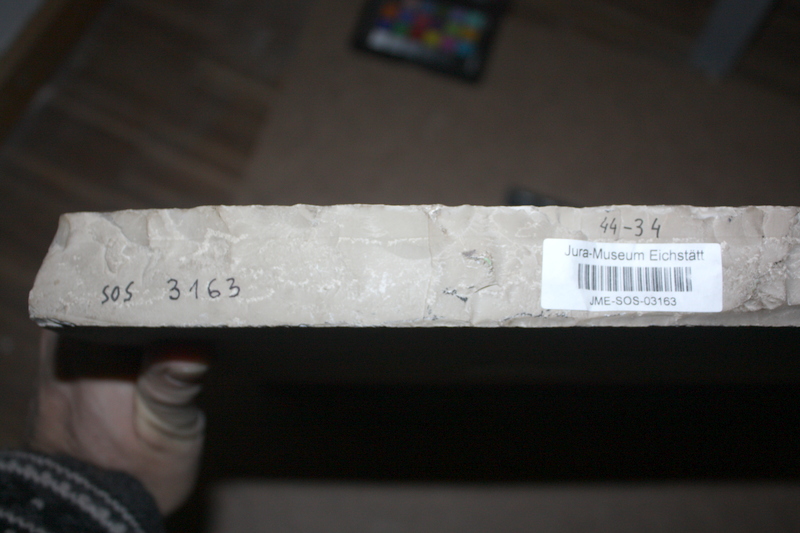 44-34
Jura-Museum Eichstätt
JME-SOS-03163
SOS 3163